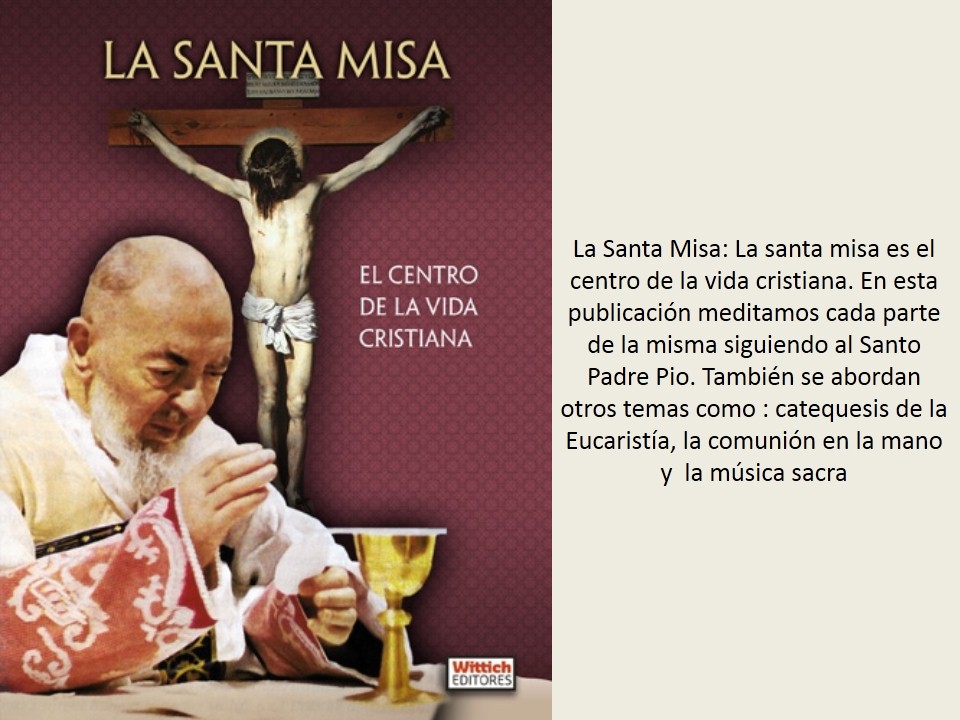 LA SANTA MISA
EL CENTRO
DE LA VIDA
CRISTIANA
Wittich
EDITORES
La Santa Misa: La santa misa es el
centro de la vida cristiana. En esta
publicación meditamos cada parte
de la misma siguiendo al Santo
Padre Pio. También se abordan
otros temas como : catequesis de la
Eucaristía, la comunión en la mano
y  la música sacra